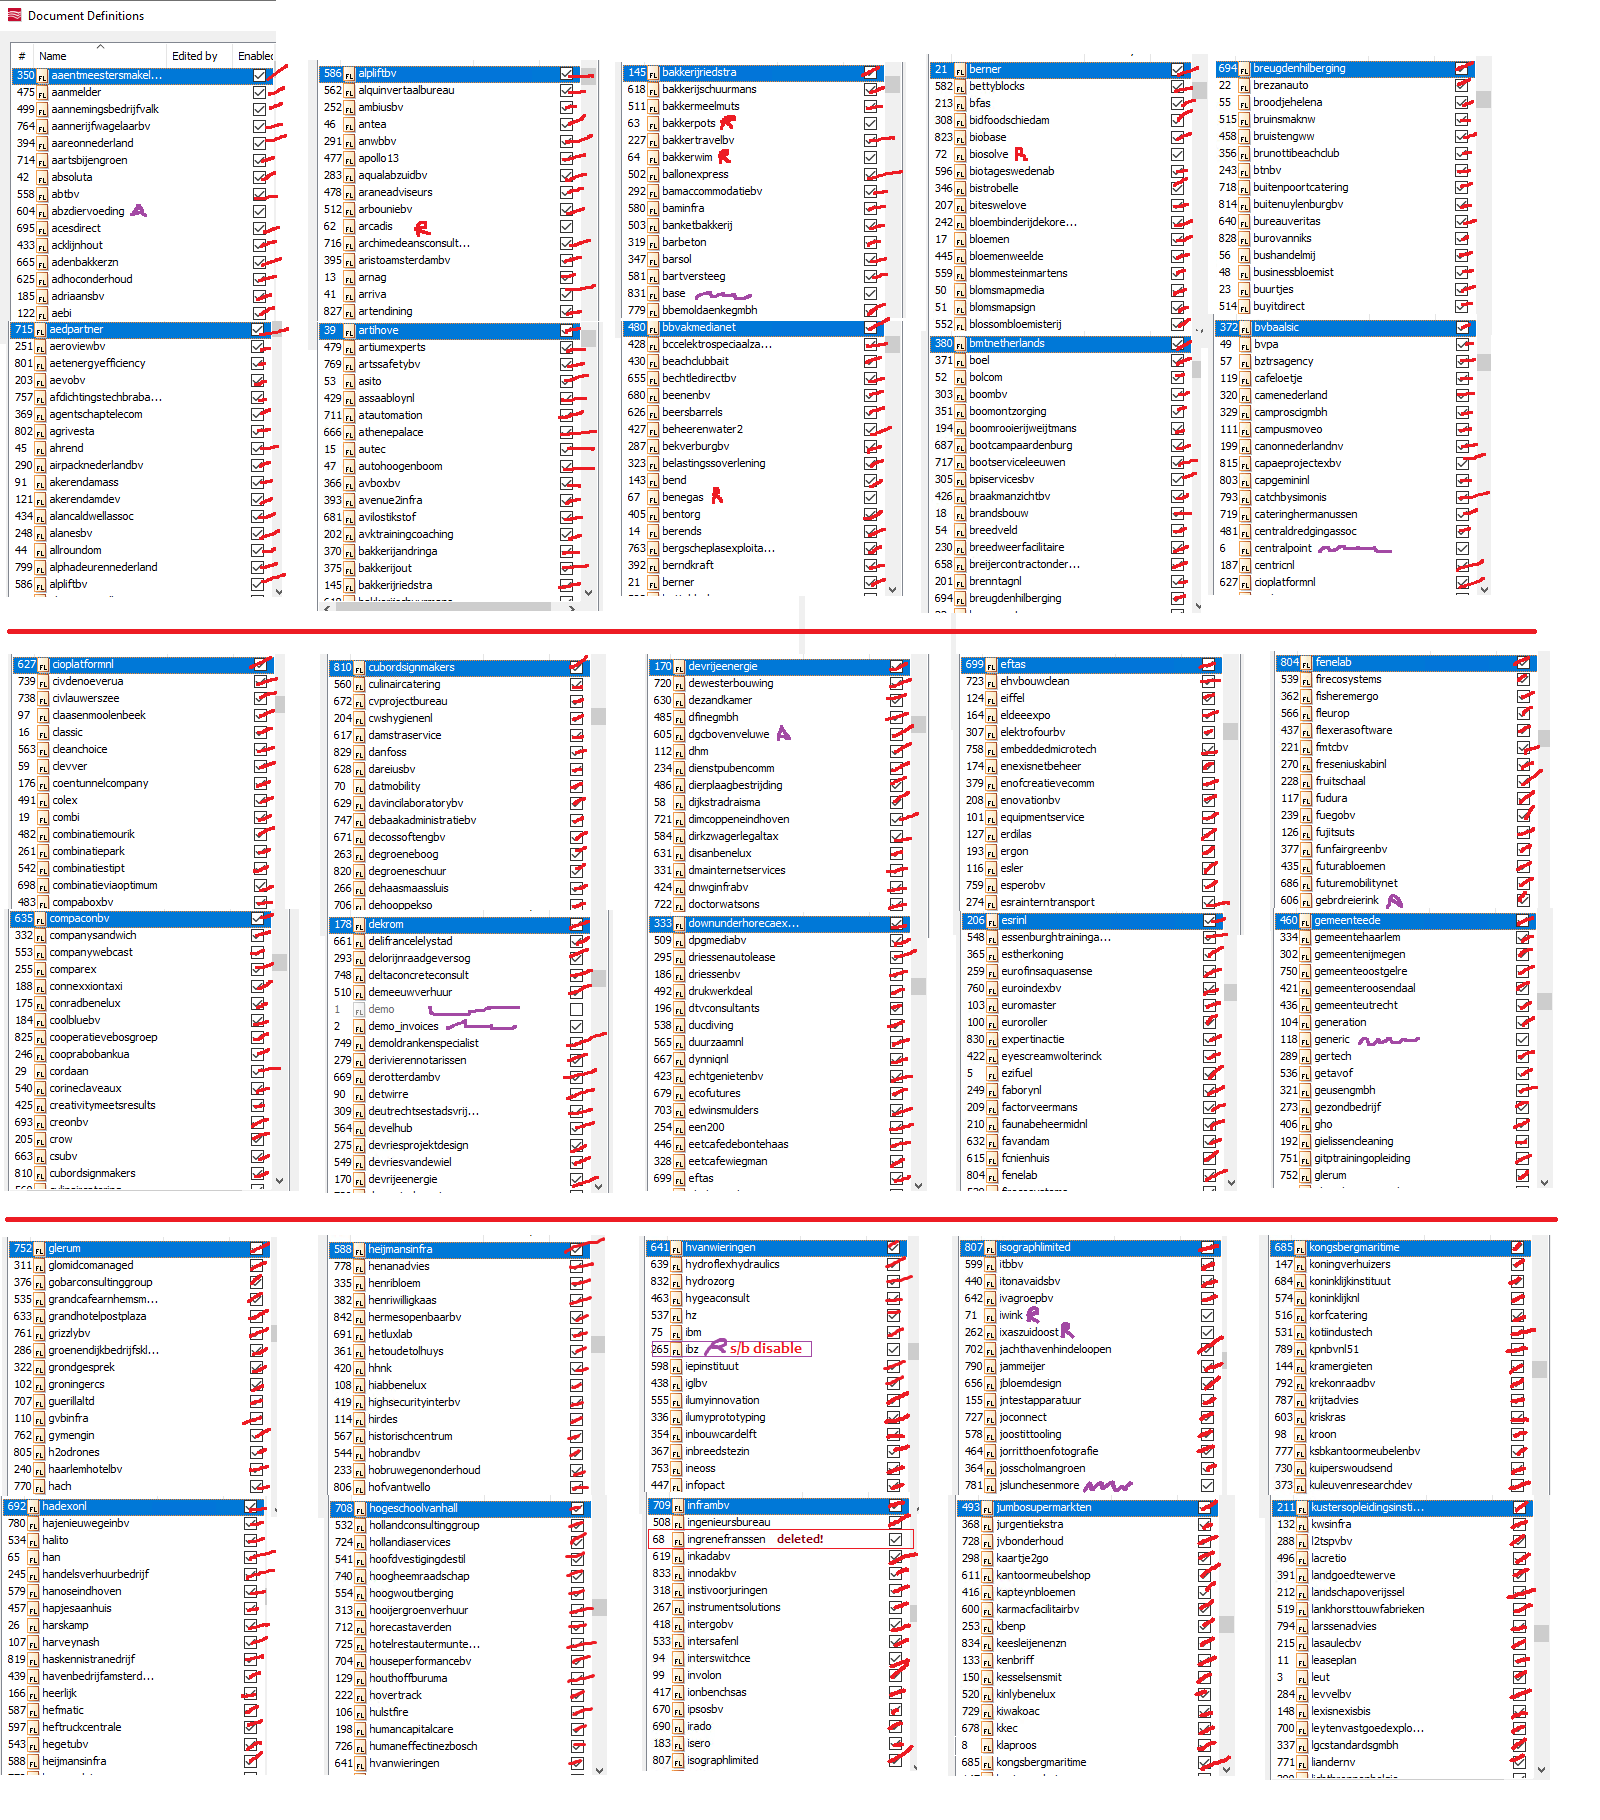 Document Definitions
# Name Edited by Enabled
350 aaentmeestersmakel...
475 aanmelder
499 aannemingsbedrijfvalk
764 aannerijfwagelaarbv
394 aareonnederland
714 aartsbijengroen
42 absoluta
558 abtbv
604 abzdiervoeding A
695 acesdirect
433 acklijnhout
665 adenbakkerzn
625 adhoconderhoud
185 adriaansbv
122 aebi
715 aedpartner
251 aeroviewbv
801 aetenergyefficiency
203 aevobv
757 afdichtingstechbraba...
369 agentschaptelecom
802 agrivesta
45 ahrend
290 airpacknederlandbv
91 akerendamass
121 akerendamdev
434 alancaldwellassoc
248 alanesbv
44 allroundom
799 alphadeurennederland
586 alpliftbv
586 alpliftbv
562 alquinvertaalbureau
252 ambiusbv
46 antea
291 anwbbv
477 apollo13
283 aqualabzuidbv
478 araneadviseurs
512 arbouniebv
62 arcadis R
716 archimedeansconsult...
395 aristoamsterdambv
13 arnag
41 arriva
827 artendining
39 artihove
479 artiumexperts
769 artssafetybv
53 asito
429 assaabloynl
711 atautomation
666 athenepalace
15 autec
47 autohoogenboom
366 avboxbv
393 avenue2infra
681 avilostikstof
202 avktrainingcoaching
370 bakkerijandringa
375 bakkerijout
145 bakkerijriedstra
145 bakkerijriedstra
618 bakkerijschuurmans
511 bakkermeelmuts
63 bakkerpots R
227 bakkertravelbv
64 bakkerwim R
502 ballonexpress
292 bamaccommodatiebv
580 baminfra
503 banketbakkerij
319 barbeton
347 barsol
581 bartversteeg
831 base
779 bbemoldaenkegmbh
480 bbvakmedianet
428 bccelektrospeciaalza...
430 beachclubbait
655 bechtledirectbv
680 beenenbv
626 beersbarrels
427 beheerenwater2
287 bekverburgbv
323 belastingssoverlening
143 bend
67 benegas R
405 bentorg
14 berends
763 bergscheplasexploita...
392 berndkraft
21 berner
21 berner
582 bettyblocks
213 bfas
308 bidfoodschiedam
823 biobase
72 biosolve R
596 biotageswedenab
346 bistrobelle
207 biteswelove
242 bloembinderijdekore...
17 bloemen
445 bloemenweelde
559 blommesteinmartens
50 blomsmapmedia
51 blomsmapsign
552 blossombloemisterij
380 bmtnetherlands
371 boel
52 bolcom
303 boombv
351 boomontzorging
194 boomrooierijweijtmans
687 bootcampaardenburg
717 bootserviceleeuwen
305 bpiservicesbv
426 braakmanzichtbv
18 brandsbouw
54 breedveld
230 breedweerfacilitaire
658 breijercontractonder...
201 brenntagnl
694 breugdenhilberging
694 breugdenhilberging
22 brezanauto
55 broodjehelena
515 bruinsmaknw
458 bruistengww
356 brunottibeachclub
243 btnbv
718 buitenpoortcatering
814 buitenuylenburgbv
640 bureauveritas
828 burovanniks
56 bushandelmij
48 businessbloemist
23 buurtjes
514 buyitdirect
372 bvbaalsic
49 bvpa
57 bztrsagency
119 cafeloetje
320 camenederland
329 camproscigmbh
111 campusmoveo
199 canonnederlandnv
815 capaeprojectexbv
803 capgemininl
793 catchbysimonis
719 cateringhermanussen
481 centraldredgingassoc
6 centralpoint
187 centricnl
627 cioplatformnl
627 cioplatformnl
739 civdenoeverua
738 civlauwerszee
97 claasenmoolenbeek
16 classic
563 cleanchoice
59 clevver
176 coentunnelcompany
491 colex
19 combi
482 combinatiemourik
261 combinatiepark
542 combinatiestipt
698 combinatieviaoptimum
483 compaboxbv
635 compaconbv
332 companysandwich
553 companywebcast
255 comparex
188 connexxiontaxi
175 conradbenelux
184 coolbluebv
825 cooperatievebosgroep
246 cooprabobankua
29 cordaan
540 corineclaveaux
425 creativitymeetsresults
693 creonbv
205 crow
663 csubv
810 cubordsignmakers
810 cubordsignmakers
560 culinaircatering
672 cvprojectbureau
204 cwshygienenl
617 damstraservice
829 danfoss
628 dareiusbv
70 datmobility
629 davincilaboratorybv
747 debaakadministratiebv
671 decossoftengbv
263 degroeneboog
820 degroeneschuur
266 dehaasmaassluis
706 dehooppekso
178 dekrom
661 delifrancelelystad
293 delorijnraadgeversog
748 deltaconcreteconsult
510 demeeuwverhuur
1 demo
2 demo_invoices
749 demoldrankenspecialist
279 derivierennotarissen
669 derotterdambv
90 detwirre
309 deutrechtsestadsvrij...
564 develhub
275 devriesprojektdesign
549 devriesvandewiel
170 devrijeenergie
170 devrijeenergie
720 dewesterbouwing
630 dezandkamer
485 dfinegmbh
605 dgcbovenveluwe A
112 dhm
234 dienstpubencomm
486 dierplaagbestrijding
58 dijkstradraisma
721 dimcoppeneindhoven
584 dirkzwagerlegaltax
631 disanbenelux
331 dmainternetservices
424 dnwginfrabv
722 doctorwatsons
333 downunderhorecaex...
509 dpgmediabv
295 driessenautolease
186 driessenbv
492 drukwerkdeal
196 dtvconsultants
538 ducdiving
565 duurzaamnl
667 dynniqnl
423 echtgenietenbv
679 ecofutures
703 edwinsmulders
254 een200
446 eetcafedebontehaas
328 eetcafewiegman
699 eftas
699 eftas
723 ehvbouwclean
124 eiffel
164 eldeeexpo
307 elektrofourbv
758 embeddedmicrotech
174 enexisnetbeheer
379 enofcreativevecomm
208 enovationbv
101 equipmentservice
127 erdilas
193 ergon
116 esler
759 esperobv
274 esrainterntransport
206 esrinl
548 essenburghtraininga...
365 estherkoning
259 eurofinsaquasense
760 euroindexbv
103 euromaster
100 euroroller
830 expertinactie
422 eyescreamwolterinck
5 ezifuel
249 faborynl
209 factorveermans
210 faunabeheermidnl
632 favandam
615 fcnienhuis
804 fenelab
804 fenelab
539 firecosystems
362 fisheremergo
566 fleurop
437 flexerasoftware
221 fmtcbv
270 freseniuskabinl
228 fruitschaal
117 fudura
239 fuegobv
126 fujitsuts
377 funfairgreenbv
435 futurabloemen
686 futuremobilitynet
606 gebrdreierink A
460 gemeenteede
334 gemeentehaarlem
302 gemeentenijmegen
750 gemeenteoostgelre
421 gemeenteroosendaal
436 gemeenteutrecht
104 generation
118 generic
289 gertech
536 getavof
321 geusengmbh
273 gezondbedrijf
406 gho
192 gielissencleaning
751 gitptrainingopleiding
752 glerum
752 glerum
311 glomidcomanaged
376 gobarconsultinggroup
535 grandcafearnhemsm...
633 grandhotelpostplaza
761 grizzlybv
286 groenendijkbedrijfskl...
322 grondgesprek
102 groningercs
707 guerillaltd
110 gvbinfra
762 gymengin
805 h2odrones
240 haarlemhotelbv
770 hach
692 hadexonl
780 hajenieuwegeinbv
534 halito
65 han
245 handelsverhuurbedrijf
579 hanoseindhoven
457 hapjesaanhuis
26 harskamp
107 harveynash
819 haskennistranedrijf
439 havenbedrijfamsterd...
166 heerlijk
587 hefmatic
597 heftruckcentrale
543 hegetubv
588 heijmansinfra
588 heijmansinfra
778 henanadvies
335 henribloem
382 henriwilligkaas
842 hermesopenbaarbv
691 hetluxlab
361 hetoudetolhuys
420 hhnk
108 hiabbenelux
419 highsecurityinterbv
114 hirdes
567 historischcentrum
544 hobrandbv
233 hobruwegenonderhoud
806 hofvantwello
708 hogeschoolvanhall
532 hollandconsultinggroup
724 hollandiaservices
541 hoofdvestigingdestil
740 hoogheemraadschap
554 hoogwoutberging
313 hooijergroenverhuur
712 horecastaverden
725 hotelrestautermunte...
704 houseperformancebv
129 houthoffburuma
222 hovertrack
106 hulstfire
198 humancapitalcare
726 humaneffectinezbosch
641 hvanwieringen
641 hvanwieringen
639 hydroflexhydraulics
832 hydrozorg
463 hygeaconsult
537 hz
75 ibm
265 ibz R s/b disable
598 iepinstituut
438 iglbv
555 ilumyinnovation
336 ilumyprototyping
354 inbouwcardelft
367 inbreedstezin
753 ineoss
447 infopact
709 inframbv
508 ingenieursbureau
68 ingrenefranssen deleted!
619 inkadabv
833 innodakbv
318 instivoorjuringen
267 instrumentsolutions
418 intergobv
533 intersafenl
94 interswitchce
99 involon
417 ionbenchsas
670 ipsosbv
690 irado
183 isero
807 isographlimited
807 isographlimited
599 itbbv
440 itonavaidsbv
642 ivagroepbv
71 iwink R
262 ixaszuidoost R
702 jachthavenhindeloopen
790 jammeijer
656 jbloemdesign
155 jntestapparatuur
727 joconnect
578 joostittooling
464 jorritthoenfotografie
364 josscholmangroen
781 jslunchesenmore
493 jumbosupermarkten
368 jurgentiekstra
728 jvbonderhoud
298 kaartje2go
611 kantoormeubelshop
416 kapteynbloemen
600 karmacfacilitairbv
253 kbenp
834 keesleijenenzn
133 kenbriff
150 kesselsensmit
520 kinlybenelux
729 kiwakoac
678 kkec
8 klaproos
685 kongsbergmaritime
685 kongsbergmaritime
147 koningverhuizers
684 koninklijkinstituut
574 koninklijknl
516 korfcatering
531 kotiindustech
789 kpnbvnl51
144 kramergieten
792 krekonraadbv
787 krijtadvies
603 kriskras
98 kroon
777 ksbkantoormeubelenbv
730 kuiperswoudsend
373 kuleuvenresearchdev
211 kustersopleidingsinsti...
132 kwsinfra
288 l2tspvbv
496 lacretio
391 landgoedtewerve
212 landschapoverijssel
519 lankhorsttouwfabrieken
794 larssenadvies
215 lasaulecbv
11 leaseplan
3 leut
284 levvelbv
148 lexisnexisbis
700 leytenvastgoedexplo...
337 lgcstandardsgmbh
771 liandernv